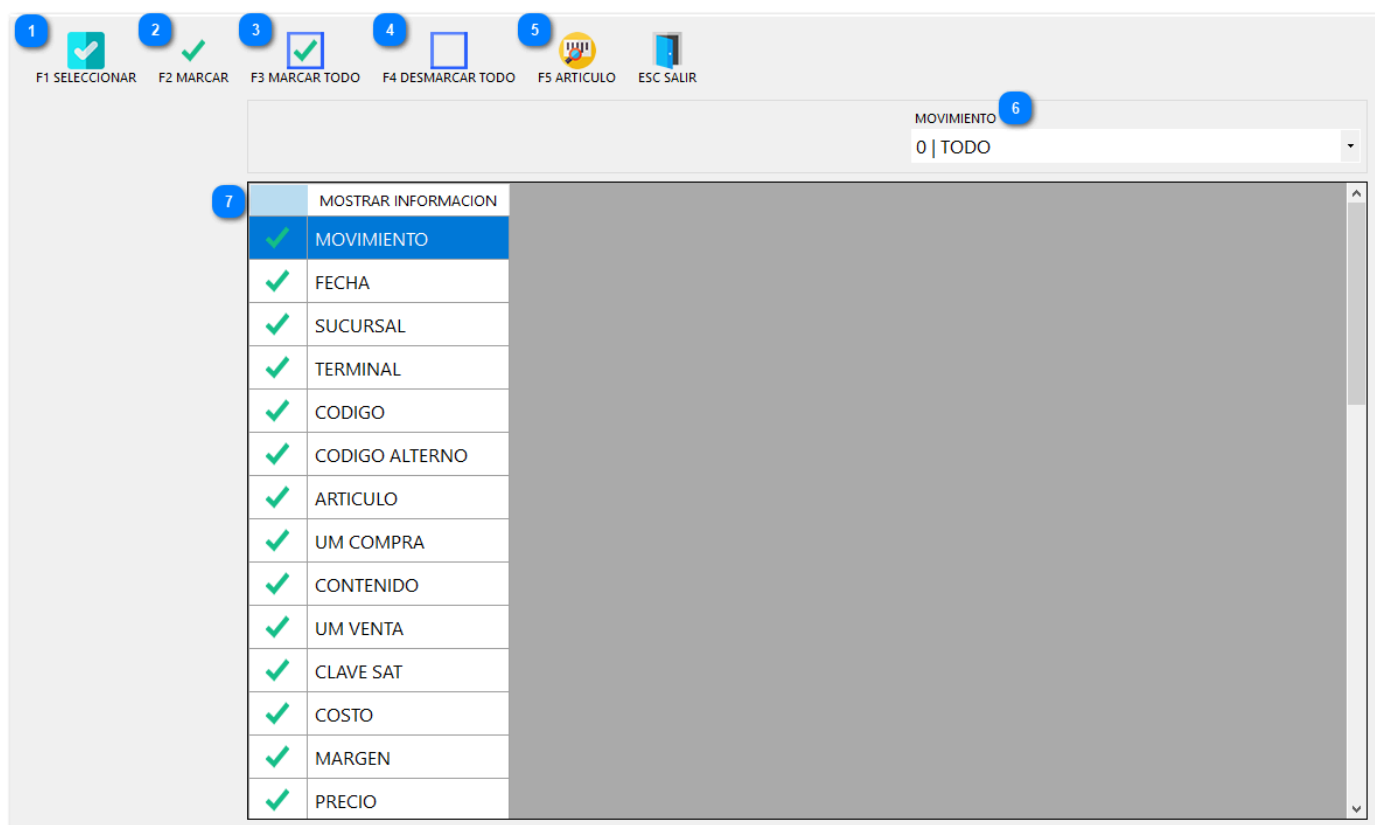 1 2 3 4 5
F1 SELECCIONAR F2 MARCAR F3 MARCAR TODO F4 DESMARCAR TODO F5 ARTICULO ESC SALIR
MOVIMIENTO 6
0 | TODO
7 MOSTRAR INFORMACION
MOVIMIENTO
FECHA
SUCURSAL
TERMINAL
CODIGO
CODIGO ALTERNO
ARTICULO
UM COMPRA
CONTENIDO
UM VENTA
CLAVE SAT
COSTO
MARGEN
PRECIO